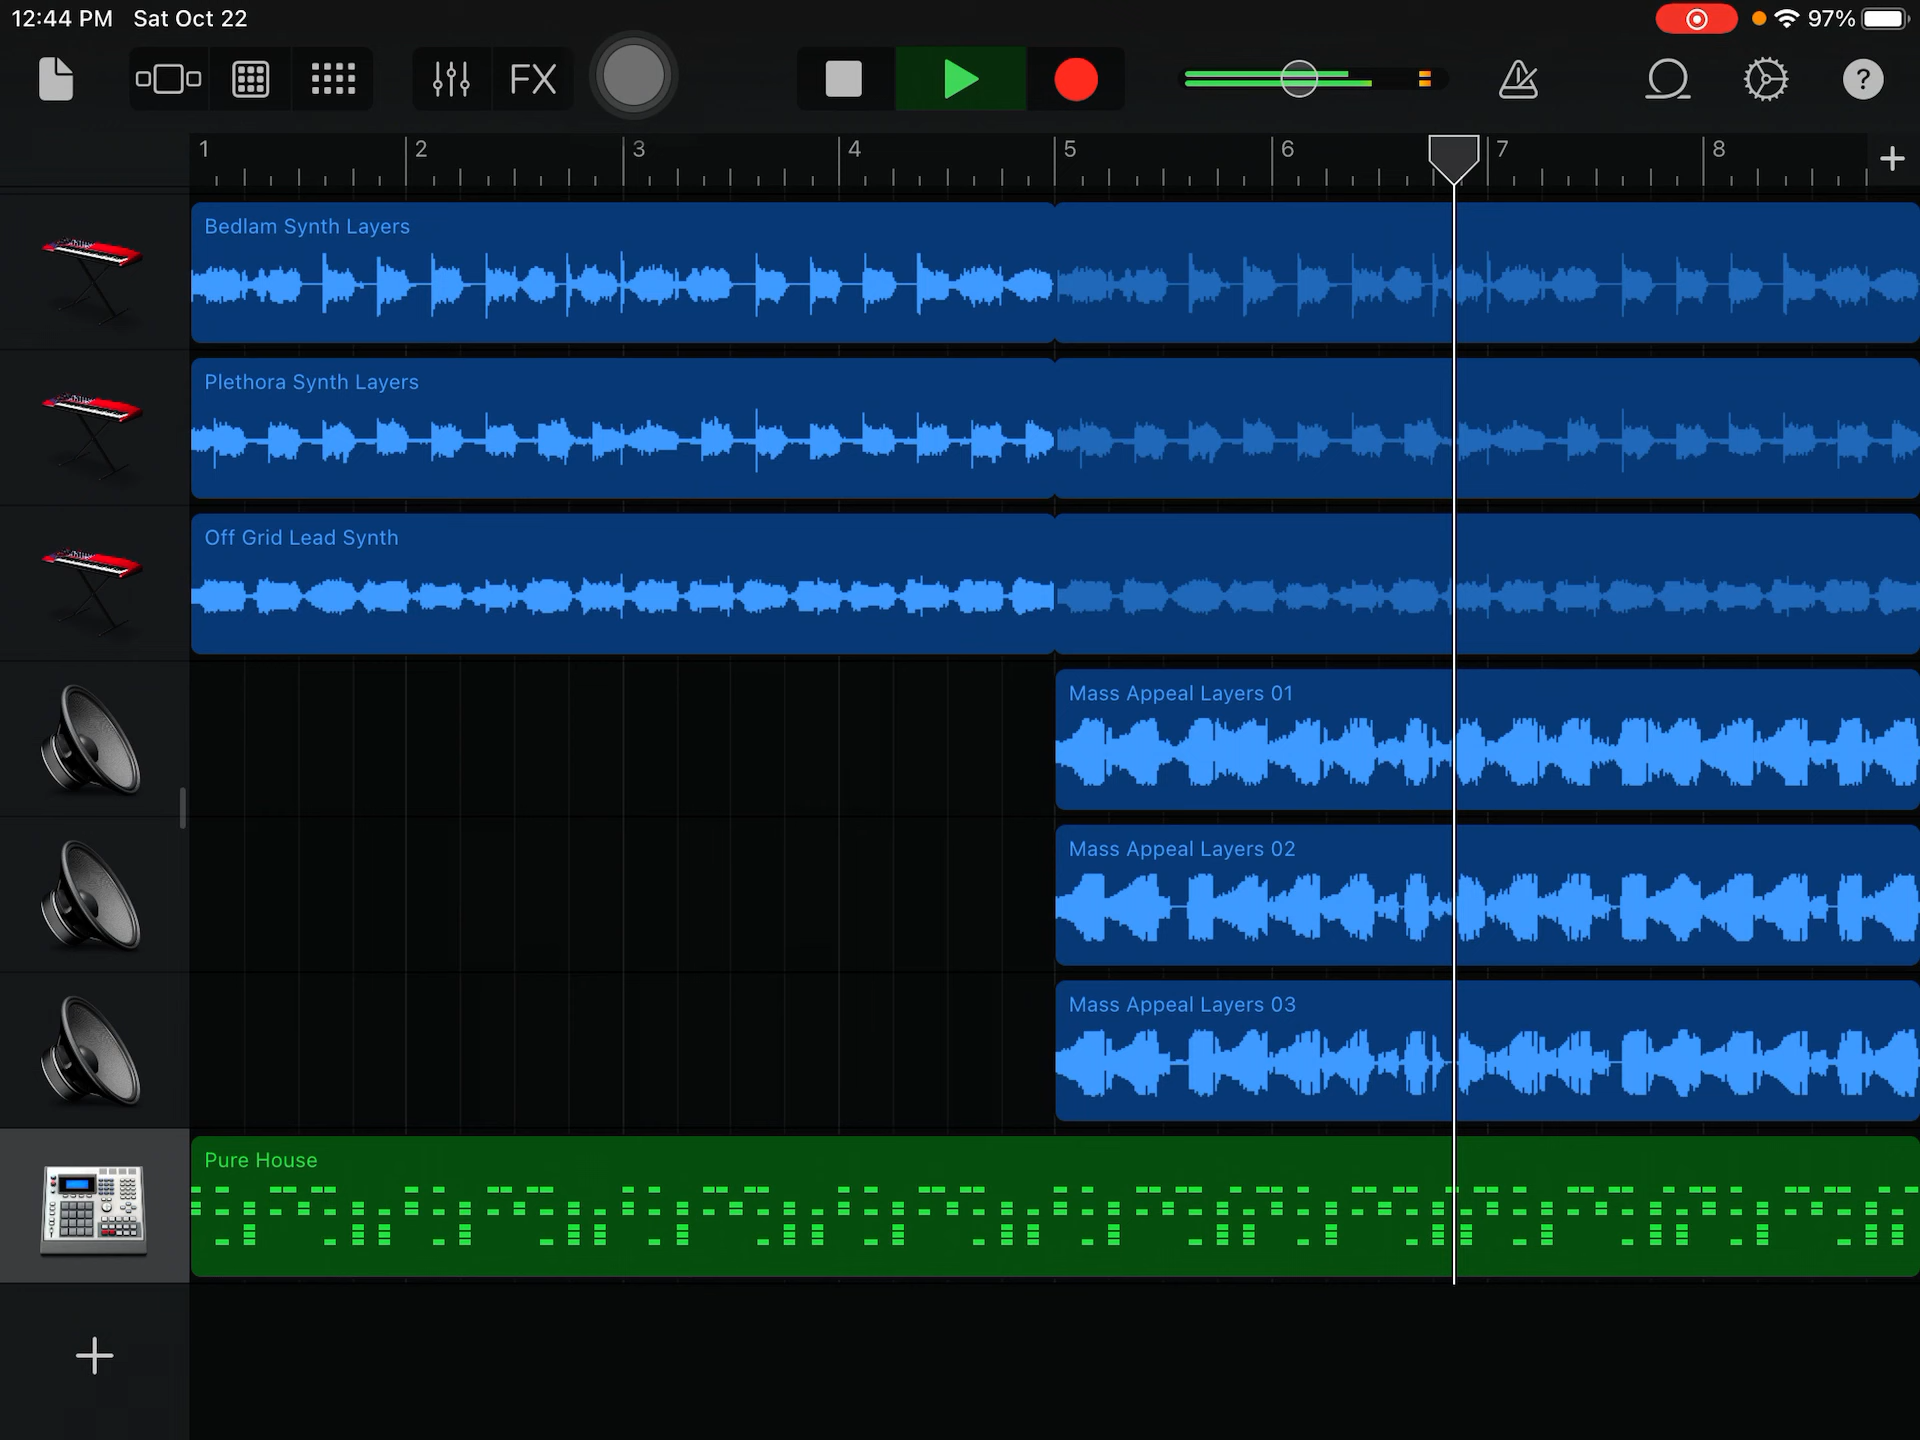 12:44 PM Sat Oct 22
97%
FX
?
1 2 3 4 5 6 7 8
Bedlam Synth Layers
Plethora Synth Layers
Off Grid Lead Synth
Mass Appeal Layers 01
Mass Appeal Layers 02
Mass Appeal Layers 03
Pure House